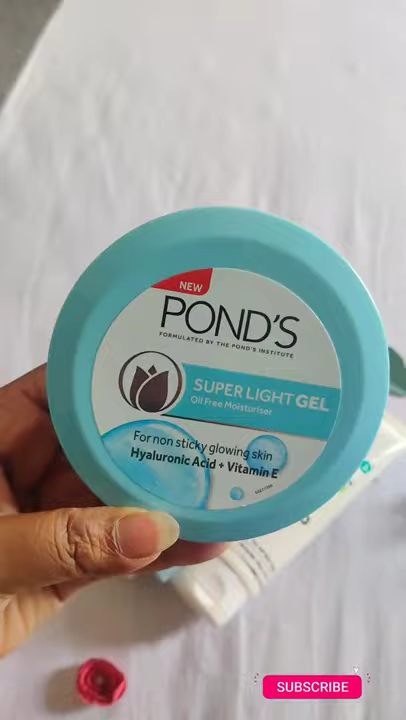 NEW
POND'S
FORMULATED BY THE POND'S INSTITUTE
SUPER LIGHT GEL
Oil Free Moisturiser
For non sticky glowing skin
Hyaluronic Acid + Vitamin E
SUBSCRIBE